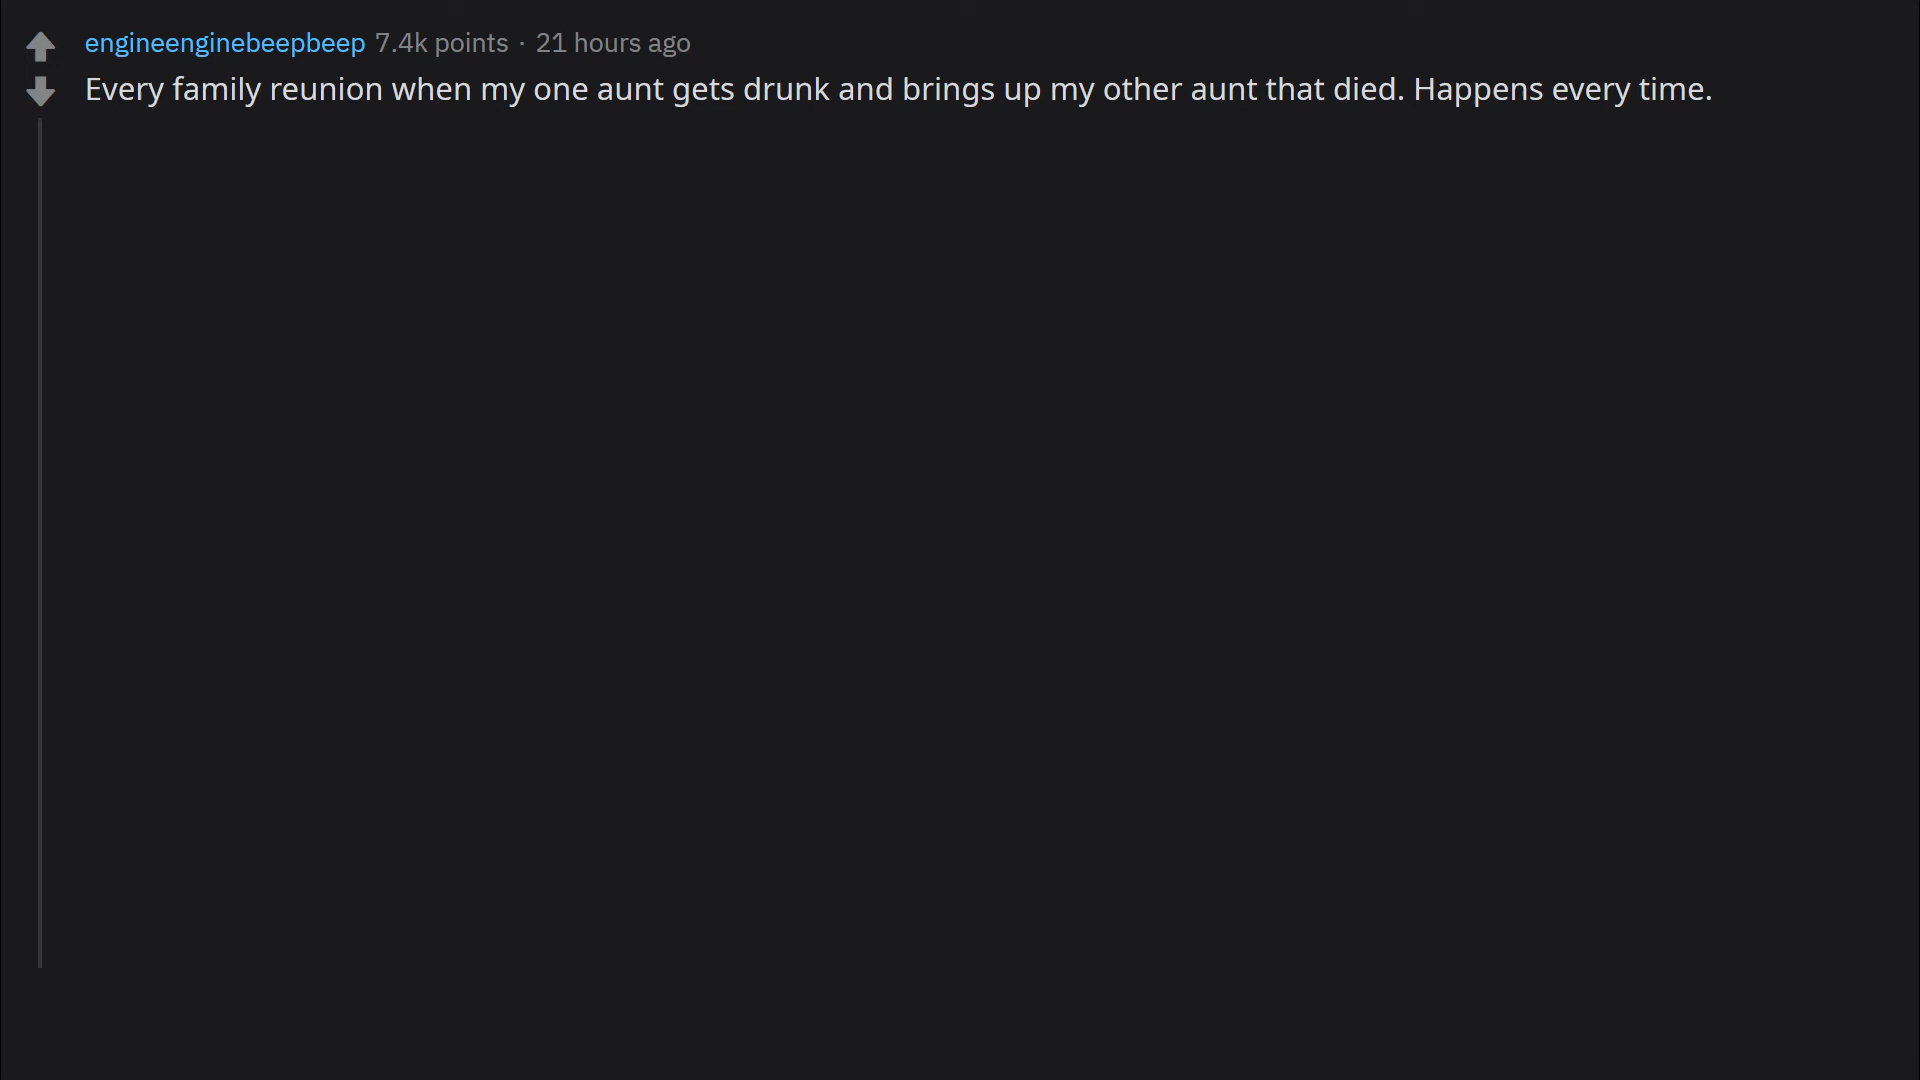 engineenginebeepbeep 7.4k points · 21 hours ago
Every family reunion when my one aunt gets drunk and brings up my other aunt that died. Happens every time.